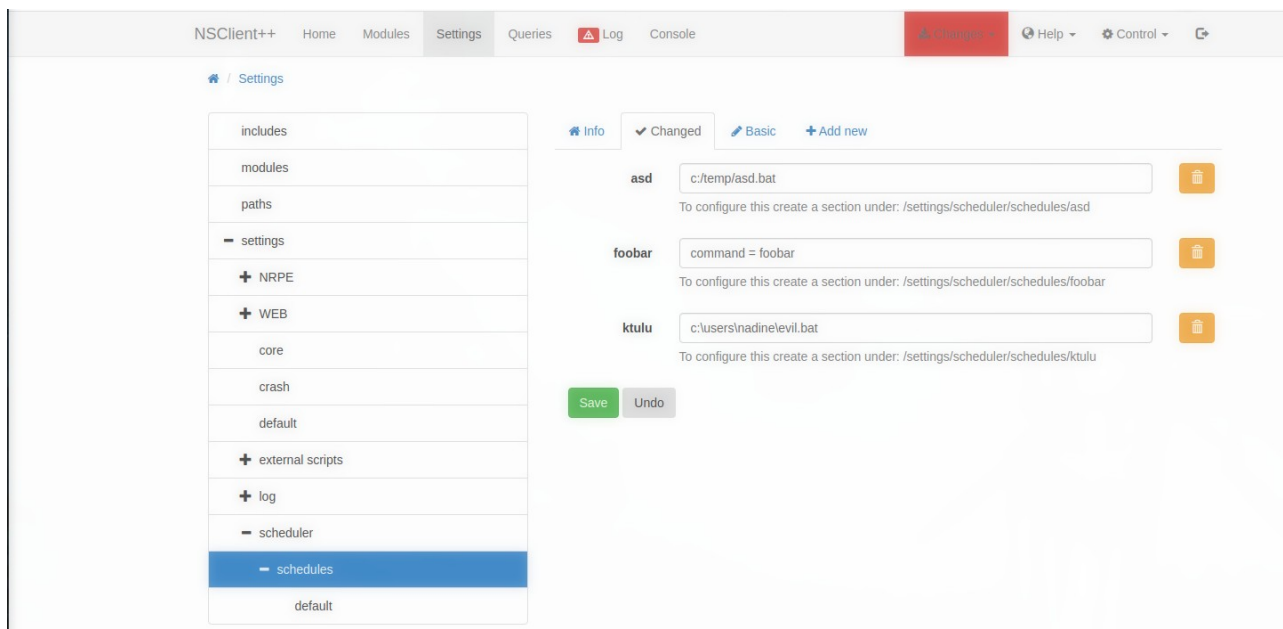 NSClient++ Home Modules Settings Queries Log Console Changes Help Control
/ Settings
includes
modules
paths
settings
NRPE
WEB
core
crash
default
external scripts
log
scheduler
schedules
default
Info Changed Basic Add new
asd c:/temp/asd.bat
To configure this create a section under: /settings/scheduler/schedules/asd
foobar command = foobar
To configure this create a section under: /settings/scheduler/schedules/foobar
ktulu c:\users\nadine\evil.bat
To configure this create a section under: /settings/scheduler/schedules/ktulu
Save Undo